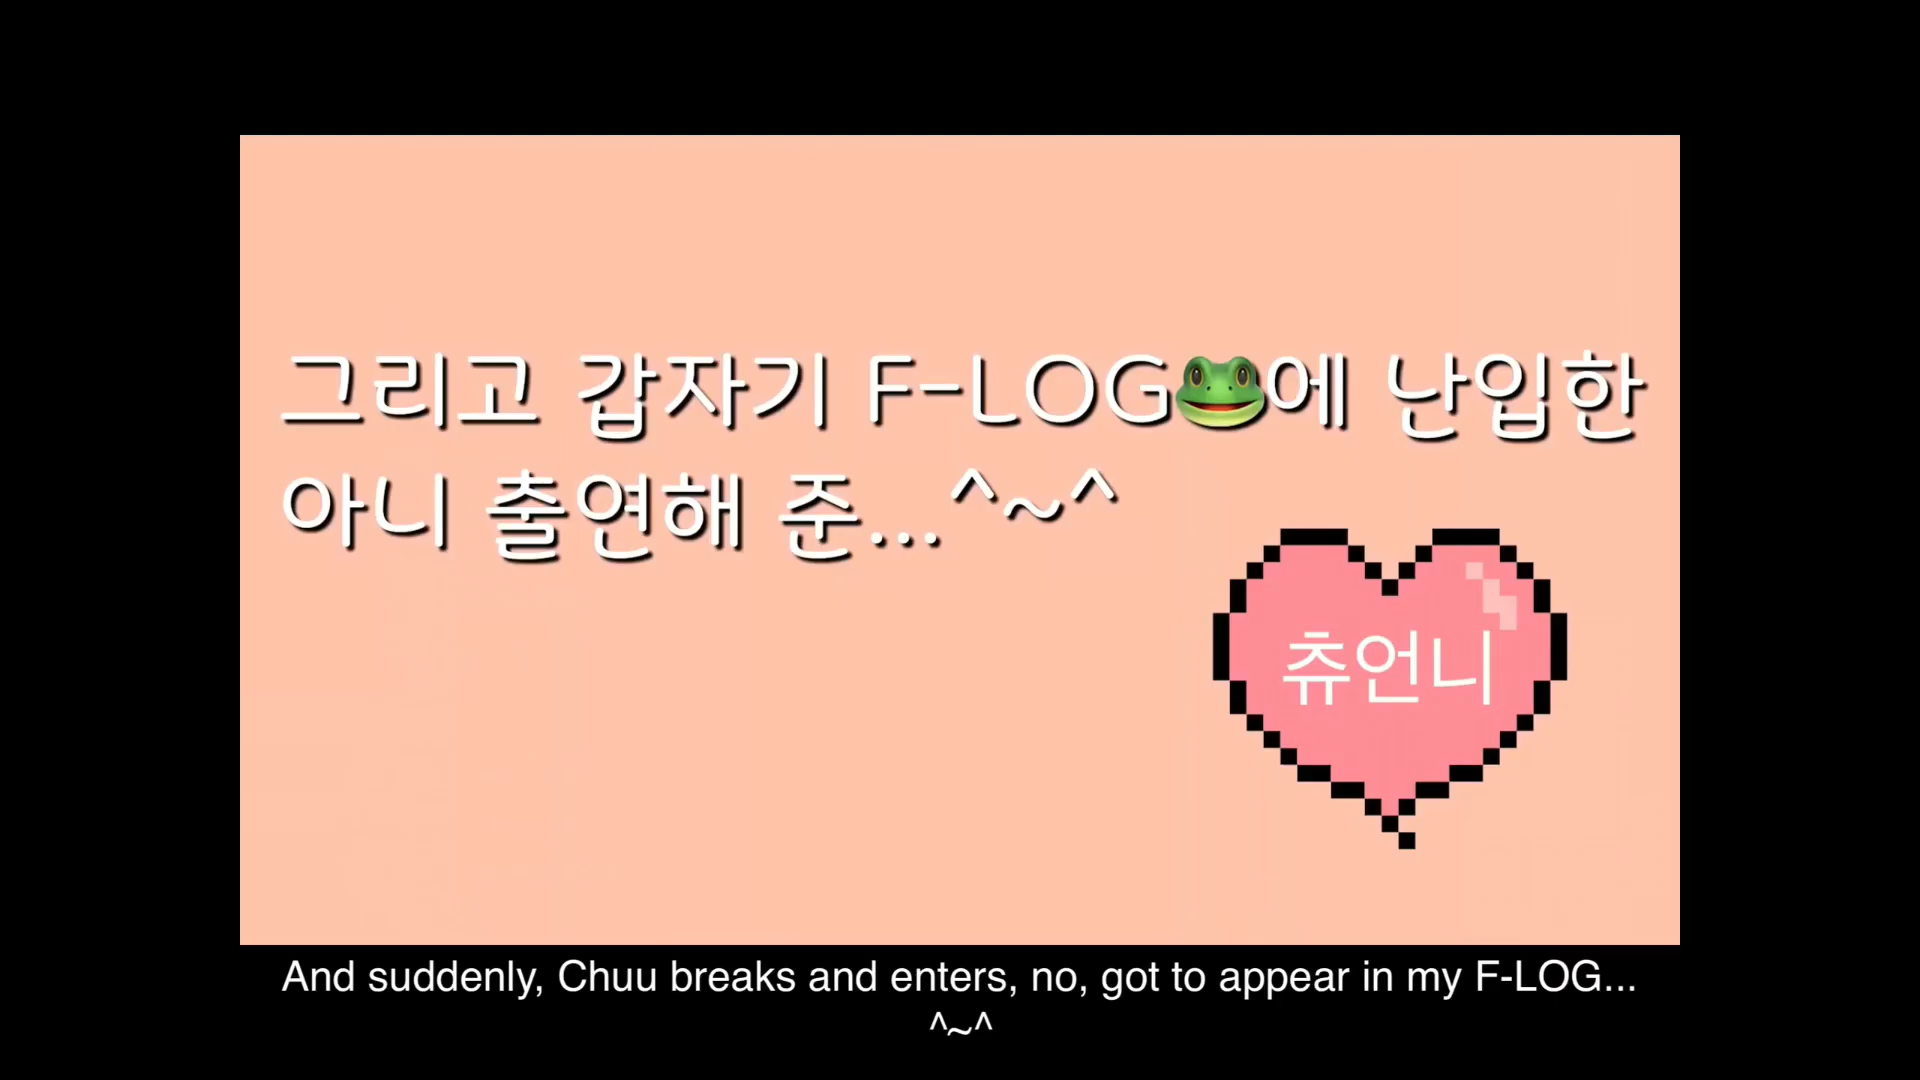 그리고 갑자기 F-LOG🐸에 난입한
아니 출연해 준...^~^
츄언니
And suddenly, Chuu breaks and enters, no, got to appear in my F-LOG...
^~^